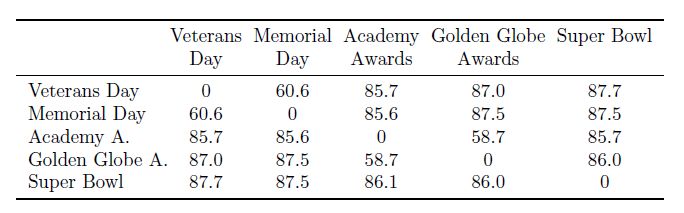 Veterans Memorial Academy Golden Globe Super Bowl
Day Day Awards Awards
Veterans Day 0 60.6 85.7 87.0 87.7
Memorial Day 60.6 0 85.6 87.5 87.5
Academy A. 85.7 85.6 0 58.7 85.7
Golden Globe A. 87.0 87.5 58.7 0 86.0
Super Bowl 87.7 87.5 86.1 86.0 0